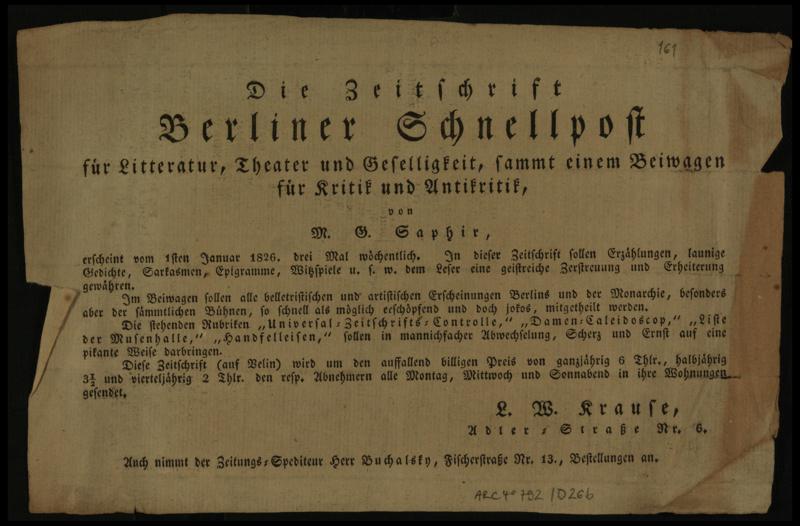 161
Die Zeitschrift
Berliner Schnellpost
für Litteratur, Theater und Geselligkeit, sammt einem Beiwagen
für Kritik und Antikritik,
von
M. G. Saphir,
erscheint vom 1sten Januar 1826. drei Mal wöchentlich. In dieser Zeitschrift sollen Erzählungen, launige
Gedichte, Sarkasmen, Epigramme, Witzspiele u. s. w. dem Leser eine geistreiche Zerstreuung und Erheiterung
gewähren.
Im Beiwagen sollen alle belletristischen und artistischen Erscheinungen Berlins und der Monarchie, besonders
aber der sämmtlichen Bühnen, so schnell als möglich erschöpfend und doch jokos, mitgetheilt werden.
Die stehenden Rubriken „Universal-Zeitschrifts-Controlle,“ „Damen-Caleidoscop,“ „Liste
der Musenhalle,“ „Handfelleisen,“ sollen in mannichfacher Abwechselung, Scherz und Ernst auf eine
pikante Weise darbringen.
Diese Zeitschrift (auf Velin) wird um den auffallend billigen Preis von ganzjährig 6 Thlr., halbjährig
3½ und vierteljährig 2 Thlr. den resp. Abnehmern alle Montag, Mittwoch und Sonnabend in ihre Wohnungen
gesendet.
L. W. Krause,
Adler-Straße Nr. 6.
Auch nimmt der Zeitungs-Spediteur Herr Buchalsky, Fischerstraße Nr. 13., Bestellungen an.
ARC 4° 792 / D26b